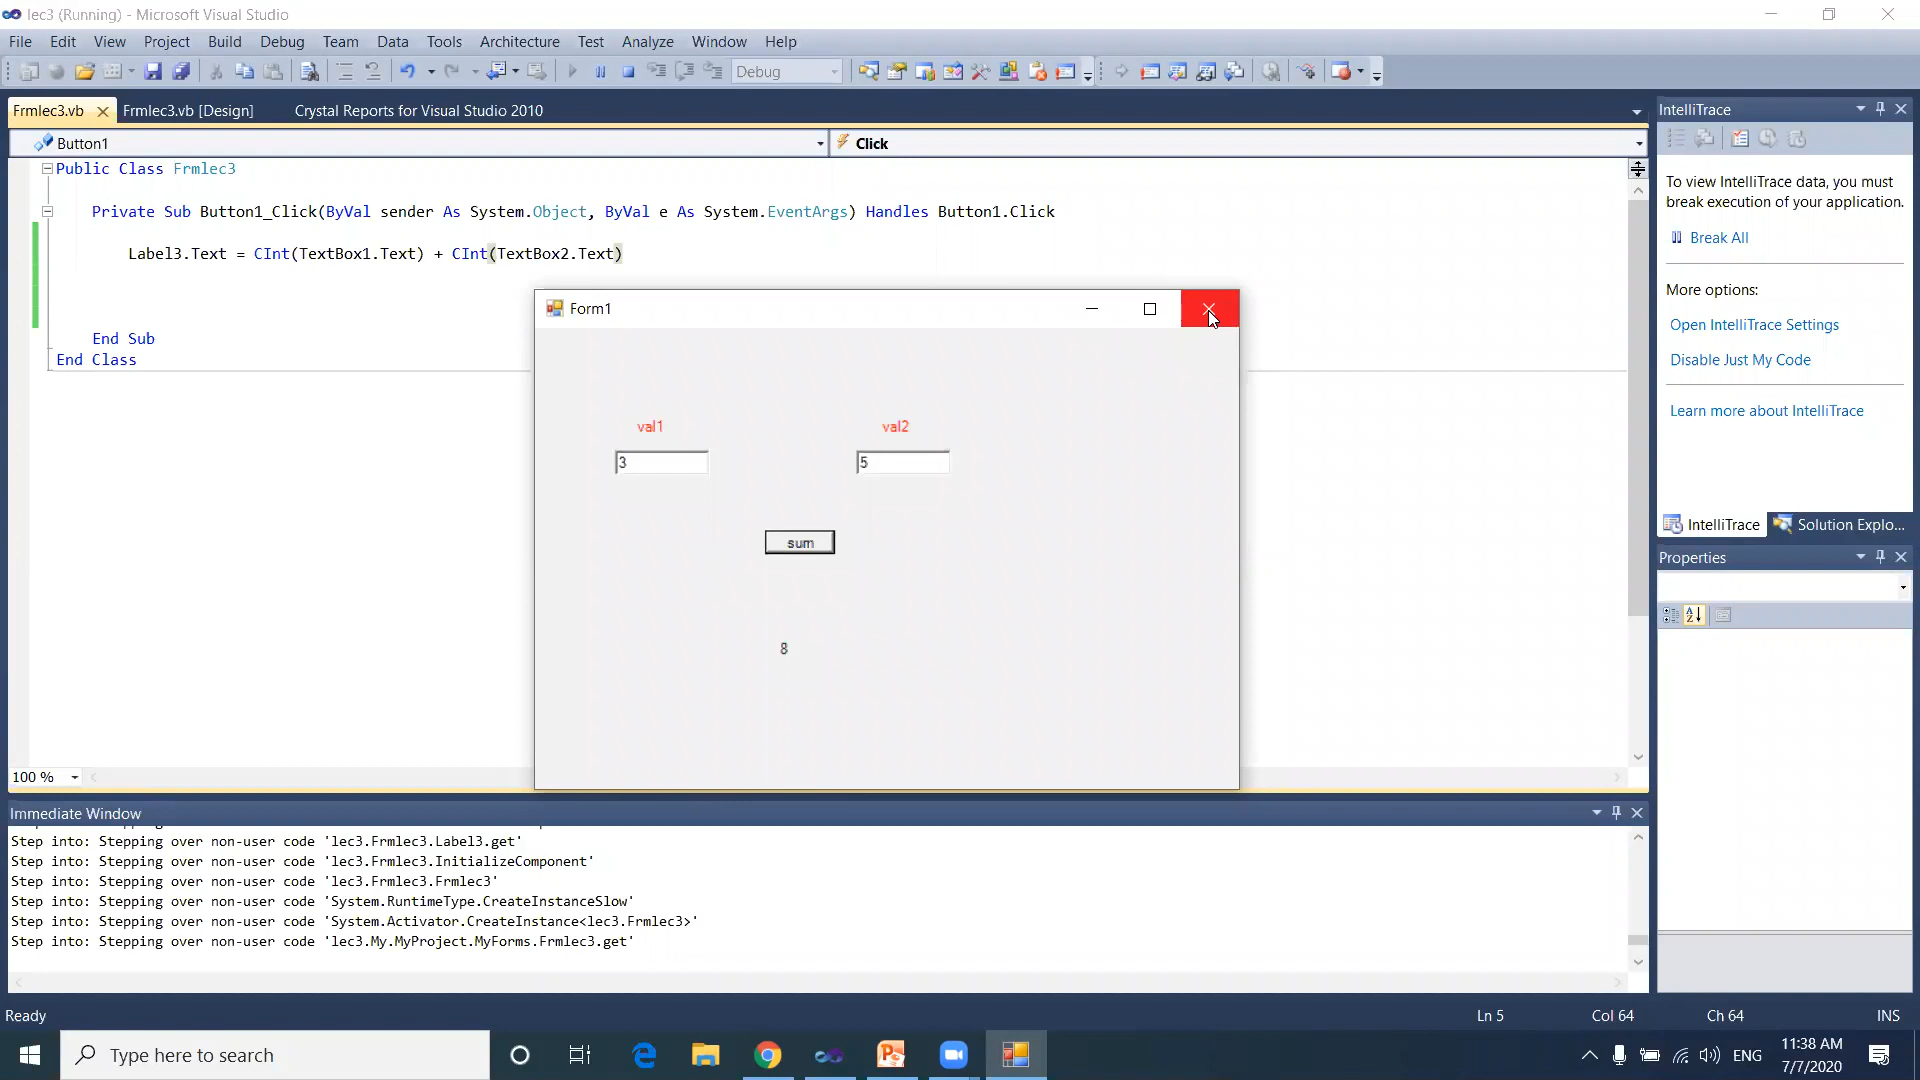 lec3 (Running) - Microsoft Visual Studio
File Edit View Project Build Debug Team Data Tools Architecture Test Analyze Window Help
Debug
Frmlec3.vb Frmlec3.vb [Design] Crystal Reports for Visual Studio 2010
Button1 Click
Public Class Frmlec3
Private Sub Button1_Click(ByVal sender As System.Object, ByVal e As System.EventArgs) Handles Button1.Click
Label3.Text = CInt(TextBox1.Text) + CInt(TextBox2.Text)
End Sub
End Class
Form1
val1 val2
3 5
sum
8
100 %
IntelliTrace
To view IntelliTrace data, you must
break execution of your application.
Break All
More options:
Open IntelliTrace Settings
Disable Just My Code
Learn more about IntelliTrace
IntelliTrace Solution Explo...
Properties
Immediate Window
Step into: Stepping over non-user code 'lec3.Frmlec3.Label3.get'
Step into: Stepping over non-user code 'lec3.Frmlec3.InitializeComponent'
Step into: Stepping over non-user code 'lec3.Frmlec3.Frmlec3'
Step into: Stepping over non-user code 'System.RuntimeType.CreateInstanceSlow'
Step into: Stepping over non-user code 'System.Activator.CreateInstance<lec3.Frmlec3>'
Step into: Stepping over non-user code 'lec3.My.MyProject.MyForms.Frmlec3.get'
Ready Ln 5 Col 64 Ch 64 INS
Type here to search
ENG
11:38 AM
7/7/2020